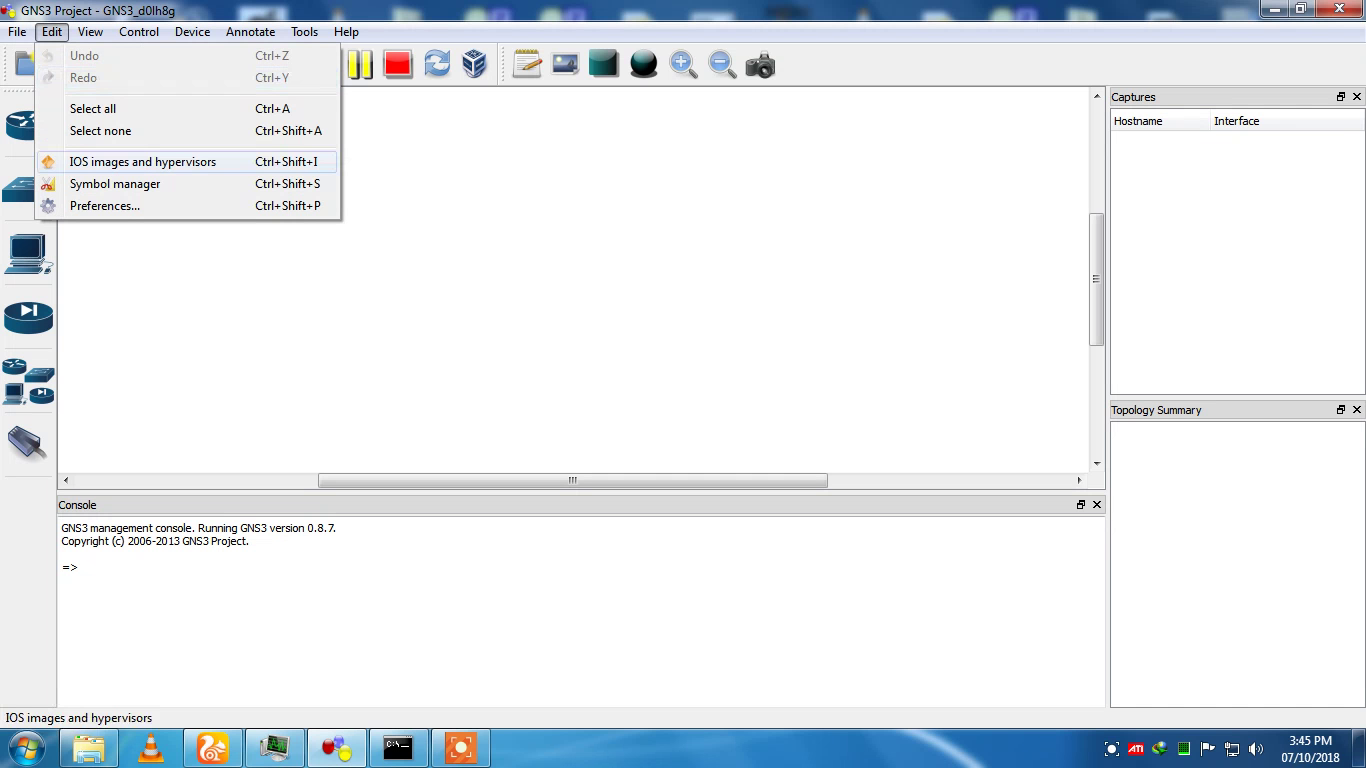 GNS3 Project - GNS3_d0lh8g
File Edit View Control Device Annotate Tools Help
Undo Ctrl+Z
Redo Ctrl+Y
Select all Ctrl+A
Select none Ctrl+Shift+A
IOS images and hypervisors Ctrl+Shift+I
Symbol manager Ctrl+Shift+S
Preferences... Ctrl+Shift+P
Captures
Hostname Interface
Topology Summary
Console
GNS3 management console. Running GNS3 version 0.8.7.
Copyright (c) 2006-2013 GNS3 Project.
=>
IOS images and hypervisors
C:\_
ATI
3:45 PM
07/10/2018